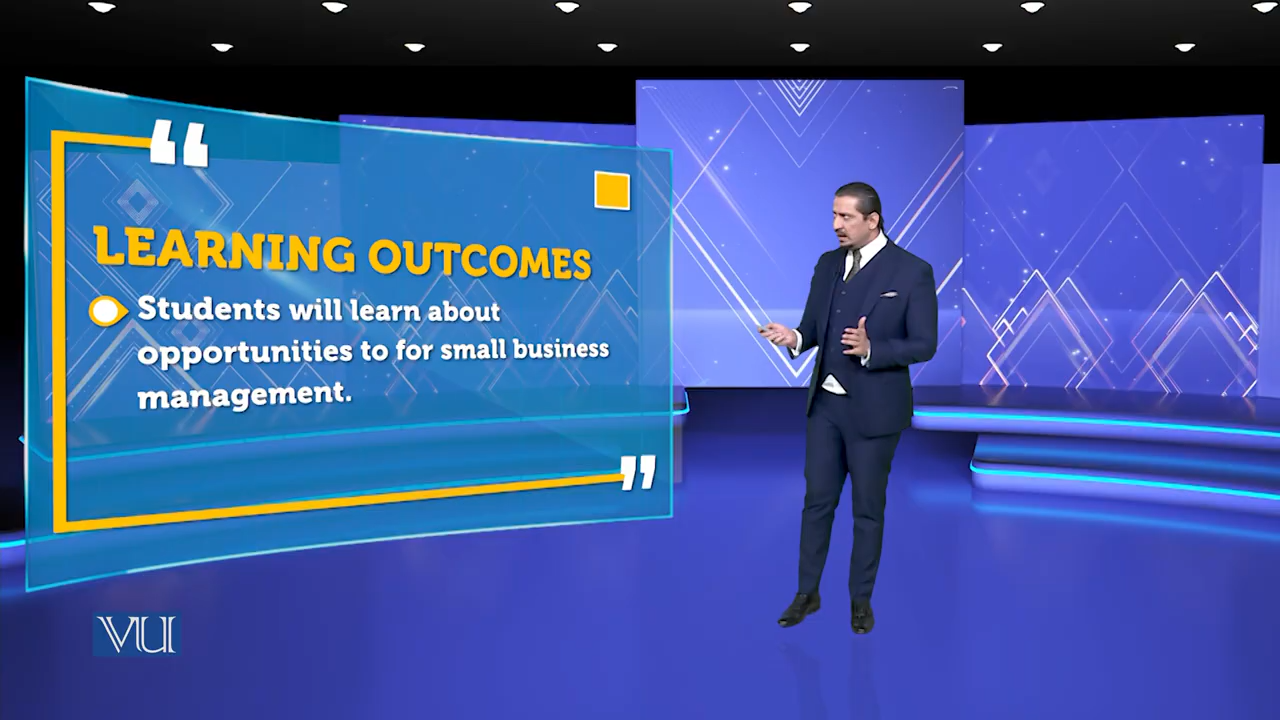 “
LEARNING OUTCOMES
Students will learn about
opportunities to for small business
management.
”
VU